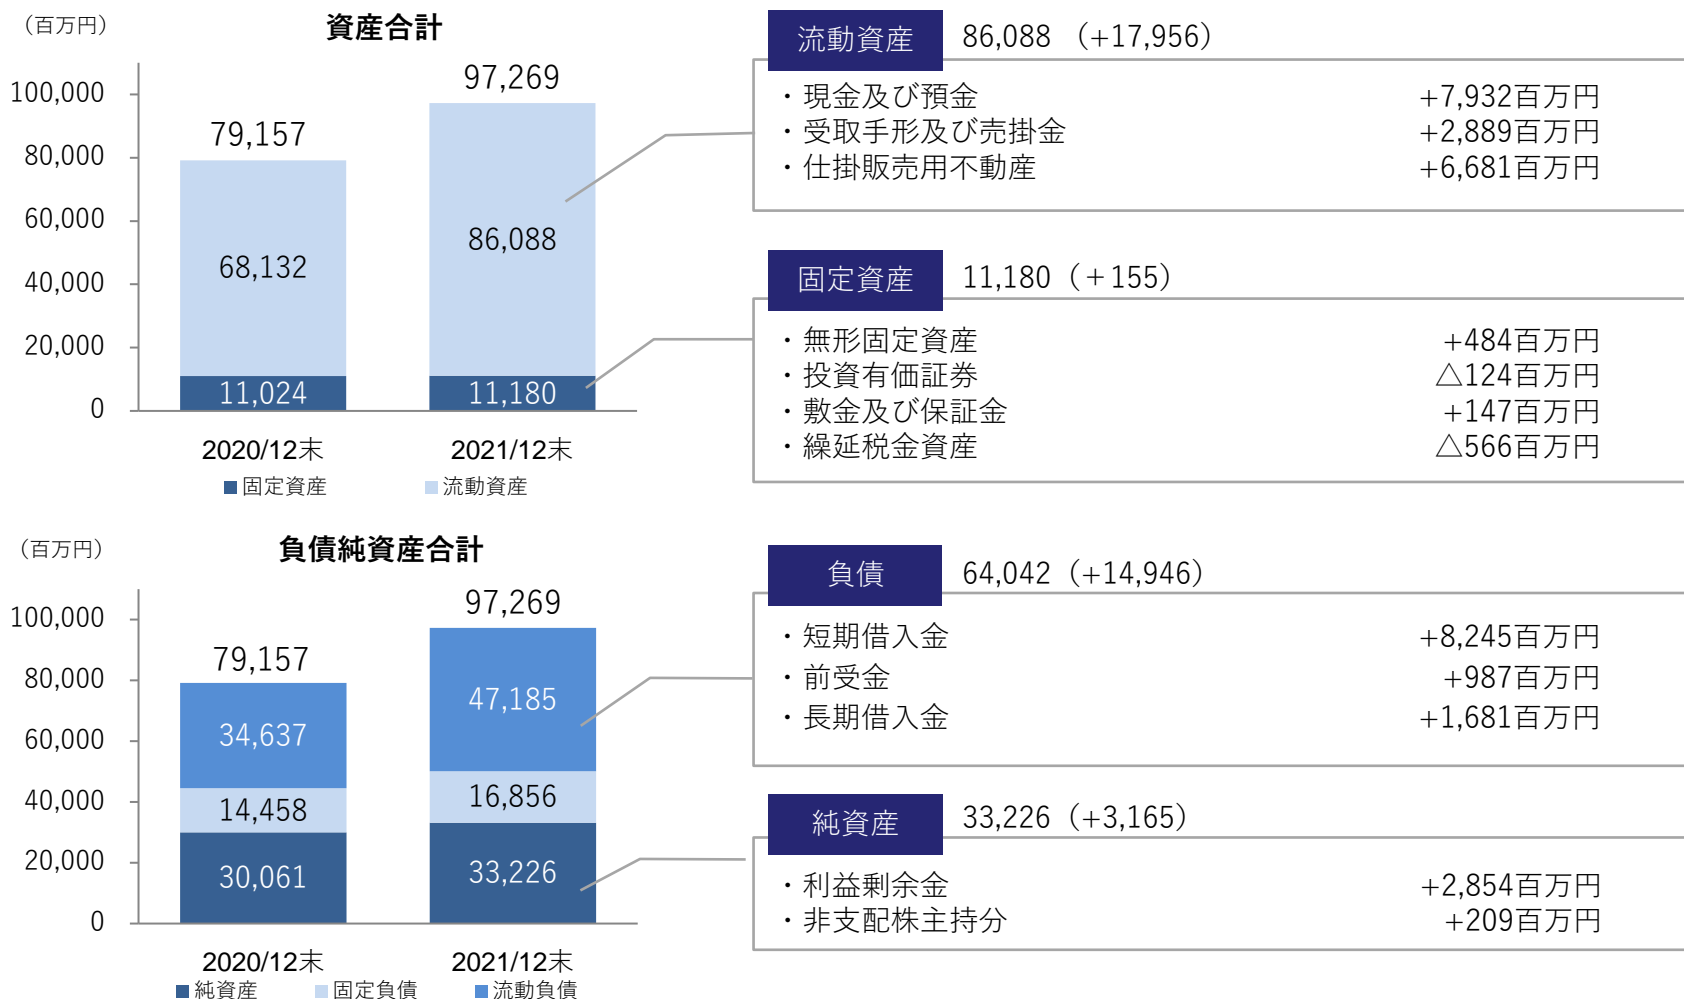 （百万円）
資産合計
100,000
80,000
60,000
40,000
20,000
0
79,157
97,269
68,132
86,088
11,024
11,180
2020/12末
2021/12末
固定資産
流動資産
流動資産
86,088 （+17,956）
・現金及び預金 +7,932百万円
・受取手形及び売掛金 +2,889百万円
・仕掛販売用不動産 +6,681百万円
固定資産
11,180（＋155）
・無形固定資産 +484百万円
・投資有価証券 △124百万円
・敷金及び保証金 +147百万円
・繰延税金資産 △566百万円
（百万円）
負債純資産合計
100,000
80,000
60,000
40,000
20,000
0
79,157
97,269
34,637
47,185
14,458
16,856
30,061
33,226
2020/12末
2021/12末
純資産
固定負債
流動負債
負債
64,042（+14,946）
・短期借入金 +8,245百万円
・前受金 +987百万円
・長期借入金 +1,681百万円
純資産
33,226（+3,165）
・利益剰余金 +2,854百万円
・非支配株主持分 +209百万円